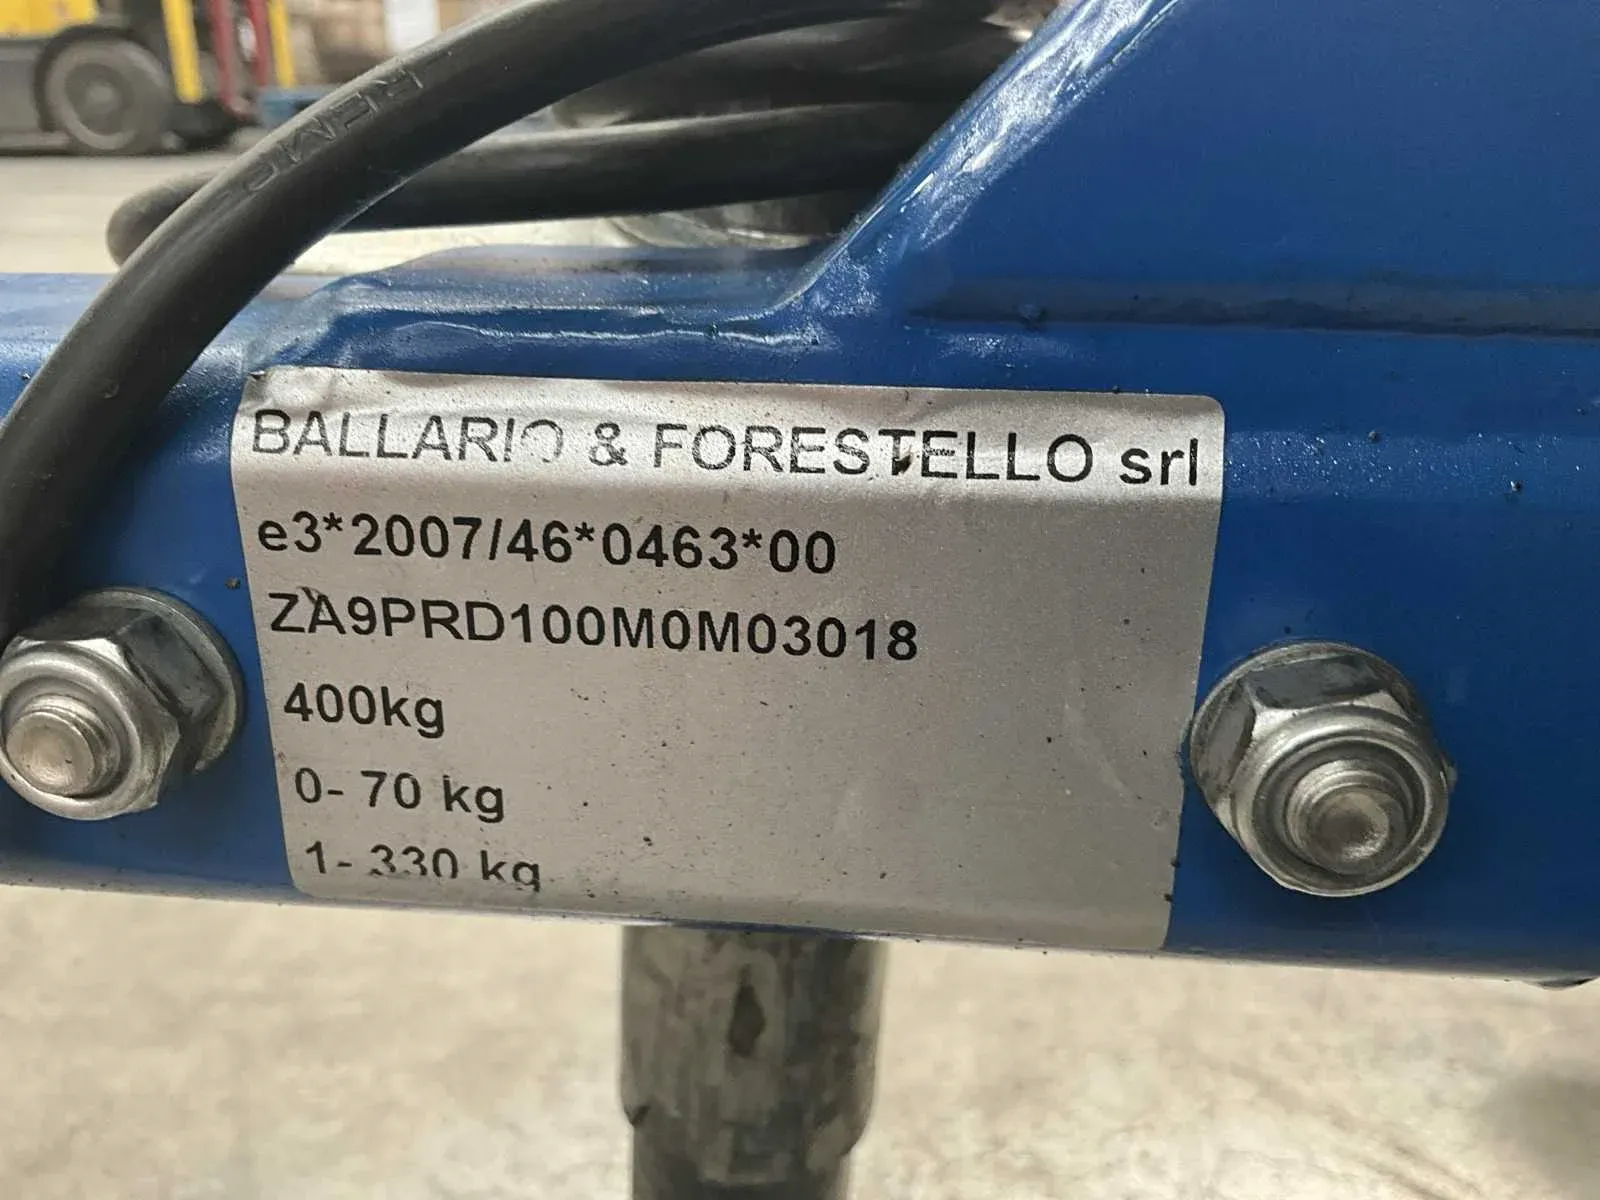 BALLARIO & FORESTELLO srl
e3*2007/46*0463*00
ZA9PRD100M0M03018
400kg
0- 70 kg
1- 330 kg